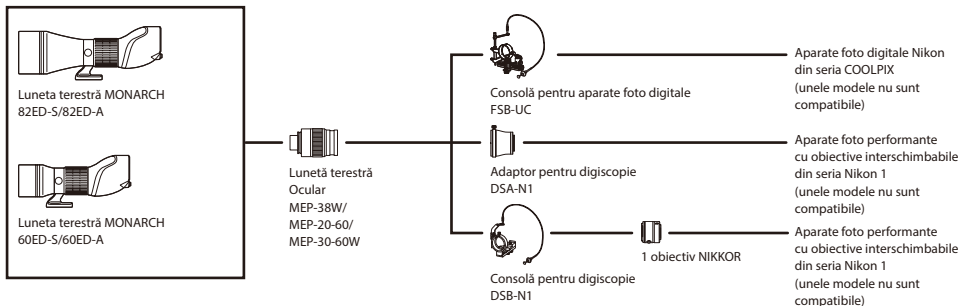 Luneta terestră MONARCH
82ED-S/82ED-A
Luneta terestră MONARCH
60ED-S/60ED-A
Lunetă terestră
Ocular
MEP-38W/
MEP-20-60/
MEP-30-60W
Consolă pentru aparate foto digitale
FSB-UC
Adaptor pentru digiscopie
DSA-N1
Consolă pentru digiscopie
DSB-N1
1 obiectiv NIKKOR
Aparate foto digitale Nikon
din seria COOLPIX
(unele modele nu sunt
compatibile)
Aparate foto performante
cu obiective interschimbabile
din seria Nikon 1
(unele modele nu sunt
compatibile)
Aparate foto performante
cu obiective interschimbabile
din seria Nikon 1
(unele modele nu sunt
compatibile)